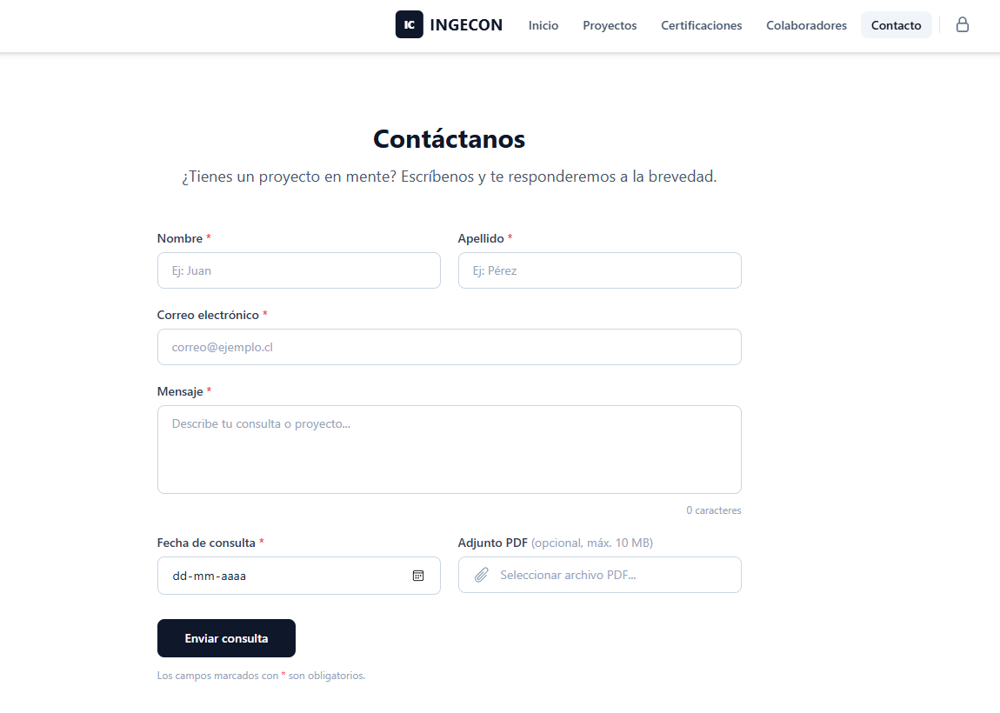 IC INGECON Inicio Proyectos Certificaciones Colaboradores Contacto
Contáctanos
¿Tienes un proyecto en mente? Escríbenos y te responderemos a la brevedad.
Nombre * Apellido *
Ej: Juan Ej: Pérez
Correo electrónico *
correo@ejemplo.cl
Mensaje *
Describe tu consulta o proyecto...
0 caracteres
Fecha de consulta * Adjunto PDF (opcional, máx. 10 MB)
dd-mm-aaaa Seleccionar archivo PDF...
Enviar consulta
Los campos marcados con * son obligatorios.